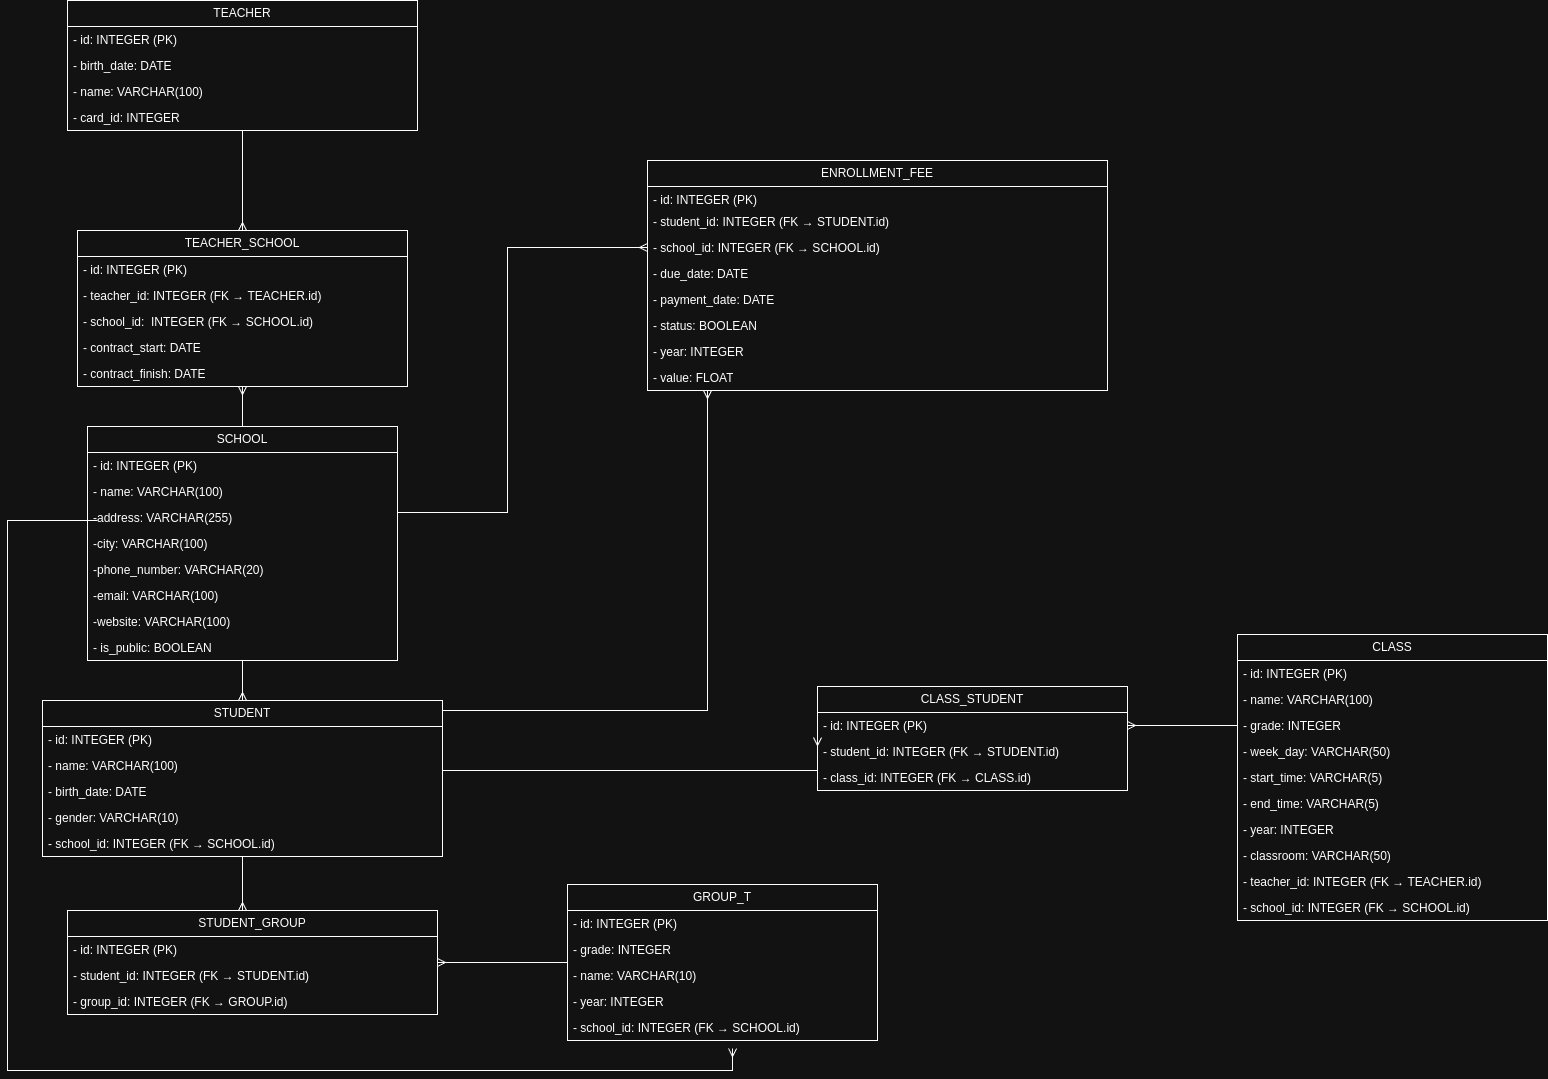 TEACHER
- id: INTEGER (PK)
- birth_date: DATE
- name: VARCHAR(100)
- card_id: INTEGER
TEACHER_SCHOOL
- id: INTEGER (PK)
- teacher_id: INTEGER (FK → TEACHER.id)
- school_id:  INTEGER (FK → SCHOOL.id)
- contract_start: DATE
- contract_finish: DATE
SCHOOL
- id: INTEGER (PK)
- name: VARCHAR(100)
-address: VARCHAR(255)
-city: VARCHAR(100)
-phone_number: VARCHAR(20)
-email: VARCHAR(100)
-website: VARCHAR(100)
- is_public: BOOLEAN
STUDENT
- id: INTEGER (PK)
- name: VARCHAR(100)
- birth_date: DATE
- gender: VARCHAR(10)
- school_id: INTEGER (FK → SCHOOL.id)
STUDENT_GROUP
- id: INTEGER (PK)
- student_id: INTEGER (FK → STUDENT.id)
- group_id: INTEGER (FK → GROUP.id)
ENROLLMENT_FEE
- id: INTEGER (PK)
- student_id: INTEGER (FK → STUDENT.id)
- school_id: INTEGER (FK → SCHOOL.id)
- due_date: DATE
- payment_date: DATE
- status: BOOLEAN
- year: INTEGER
- value: FLOAT
CLASS_STUDENT
- id: INTEGER (PK)
- student_id: INTEGER (FK → STUDENT.id)
- class_id: INTEGER (FK → CLASS.id)
GROUP_T
- id: INTEGER (PK)
- grade: INTEGER
- name: VARCHAR(10)
- year: INTEGER
- school_id: INTEGER (FK → SCHOOL.id)
CLASS
- id: INTEGER (PK)
- name: VARCHAR(100)
- grade: INTEGER
- week_day: VARCHAR(50)
- start_time: VARCHAR(5)
- end_time: VARCHAR(5)
- year: INTEGER
- classroom: VARCHAR(50)
- teacher_id: INTEGER (FK → TEACHER.id)
- school_id: INTEGER (FK → SCHOOL.id)